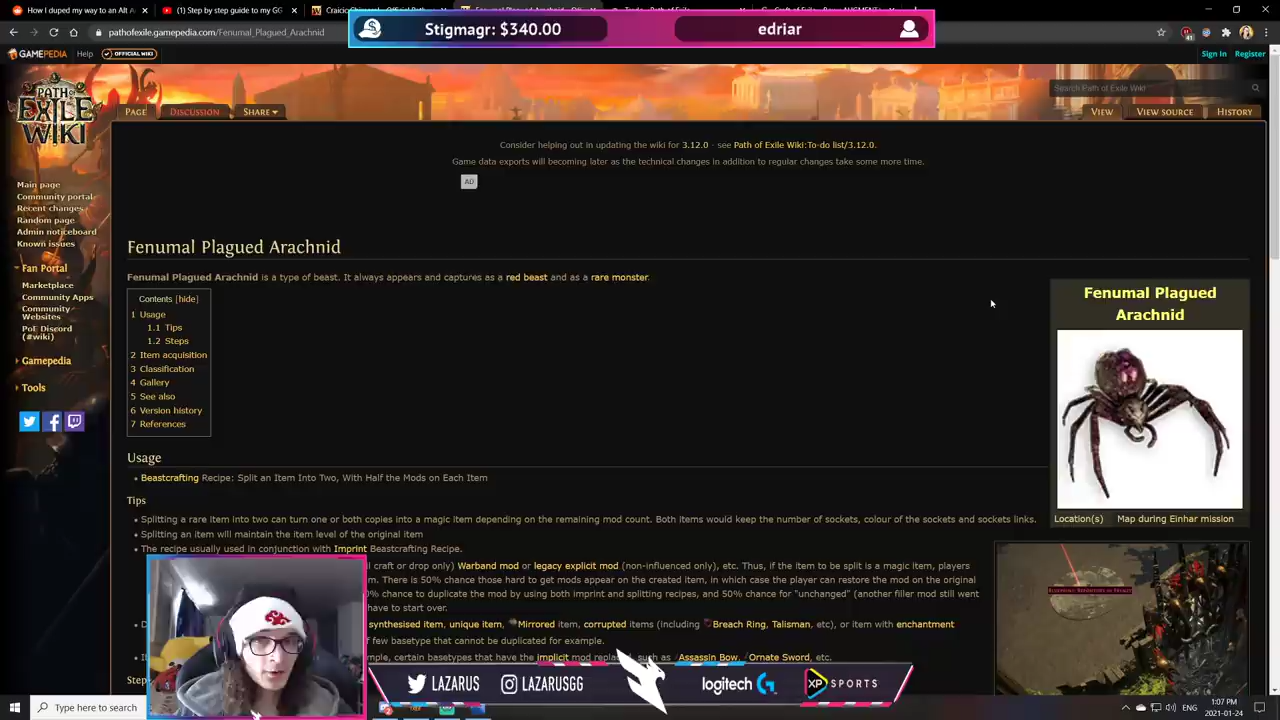 How I duped my way to an Alt A
(1) Step by step guide to my GG
Craicic
pathofexile.gamepedia.com/Fenumal_Plagued_Arachnid
Stigmagr: $340.00
edriar
GAMEPEDIA Help OFFICIAL WIKI
Sign In Register
PATH OF EXILE WIKI
PAGE DISCUSSION SHARE
Search Path of Exile Wiki
VIEW VIEW SOURCE HISTORY
Consider helping out in updating the wiki for 3.12.0 - see Path of Exile Wiki:To-do list/3.12.0.
Game data exports will becoming later as the technical changes in addition to regular changes take some more time.
AD
Main page
Community portal
Recent changes
Random page
Admin noticeboard
Known issues
Fan Portal
Marketplace
Community Apps
Community Websites
PoE Discord (#wiki)
Gamepedia
Tools
Fenumal Plagued Arachnid
Fenumal Plagued Arachnid is a type of beast. It always appears and captures as a red beast and as a rare monster.
Contents [hide]
1 Usage
1.1 Tips
1.2 Steps
2 Item acquisition
3 Classification
4 Gallery
5 See also
6 Version history
7 References
Fenumal Plagued
Arachnid
Location(s) Map during Einhar mission
Usage
Beastcrafting Recipe: Split an Item Into Two, With Half the Mods on Each Item
Tips
Splitting a rare item into two can turn one or both copies into a magic item depending on the remaining mod count. Both items would keep the number of sockets, colour of the sockets and sockets links.
Splitting an item will maintain the item level of the original item
The recipe usually used in conjunction with Imprint Beastcrafting Recipe.
craft or drop only) Warband mod or legacy explicit mod (non-influenced only), etc. Thus, if the item to be split is a magic item, players
m. There is 50% chance those hard to get mods appear on the created item, in which case the player can restore the mod on the original
0% chance to duplicate the mod by using both imprint and splitting recipes, and 50% chance for "unchanged" (another filler mod still went
have to start over.
synthesised item, unique item, Mirrored item, corrupted items (including Breach Ring, Talisman, etc), or item with enchantment
f few basetype that cannot be duplicated for example.
mple, certain basetypes that have the implicit mod replac such as Assassin Bow, Ornate Sword, etc.
Step
LAZARUS LAZARUSGG logitech G XP SPORTS
Type here to search
1:07 PM
2021-01-24